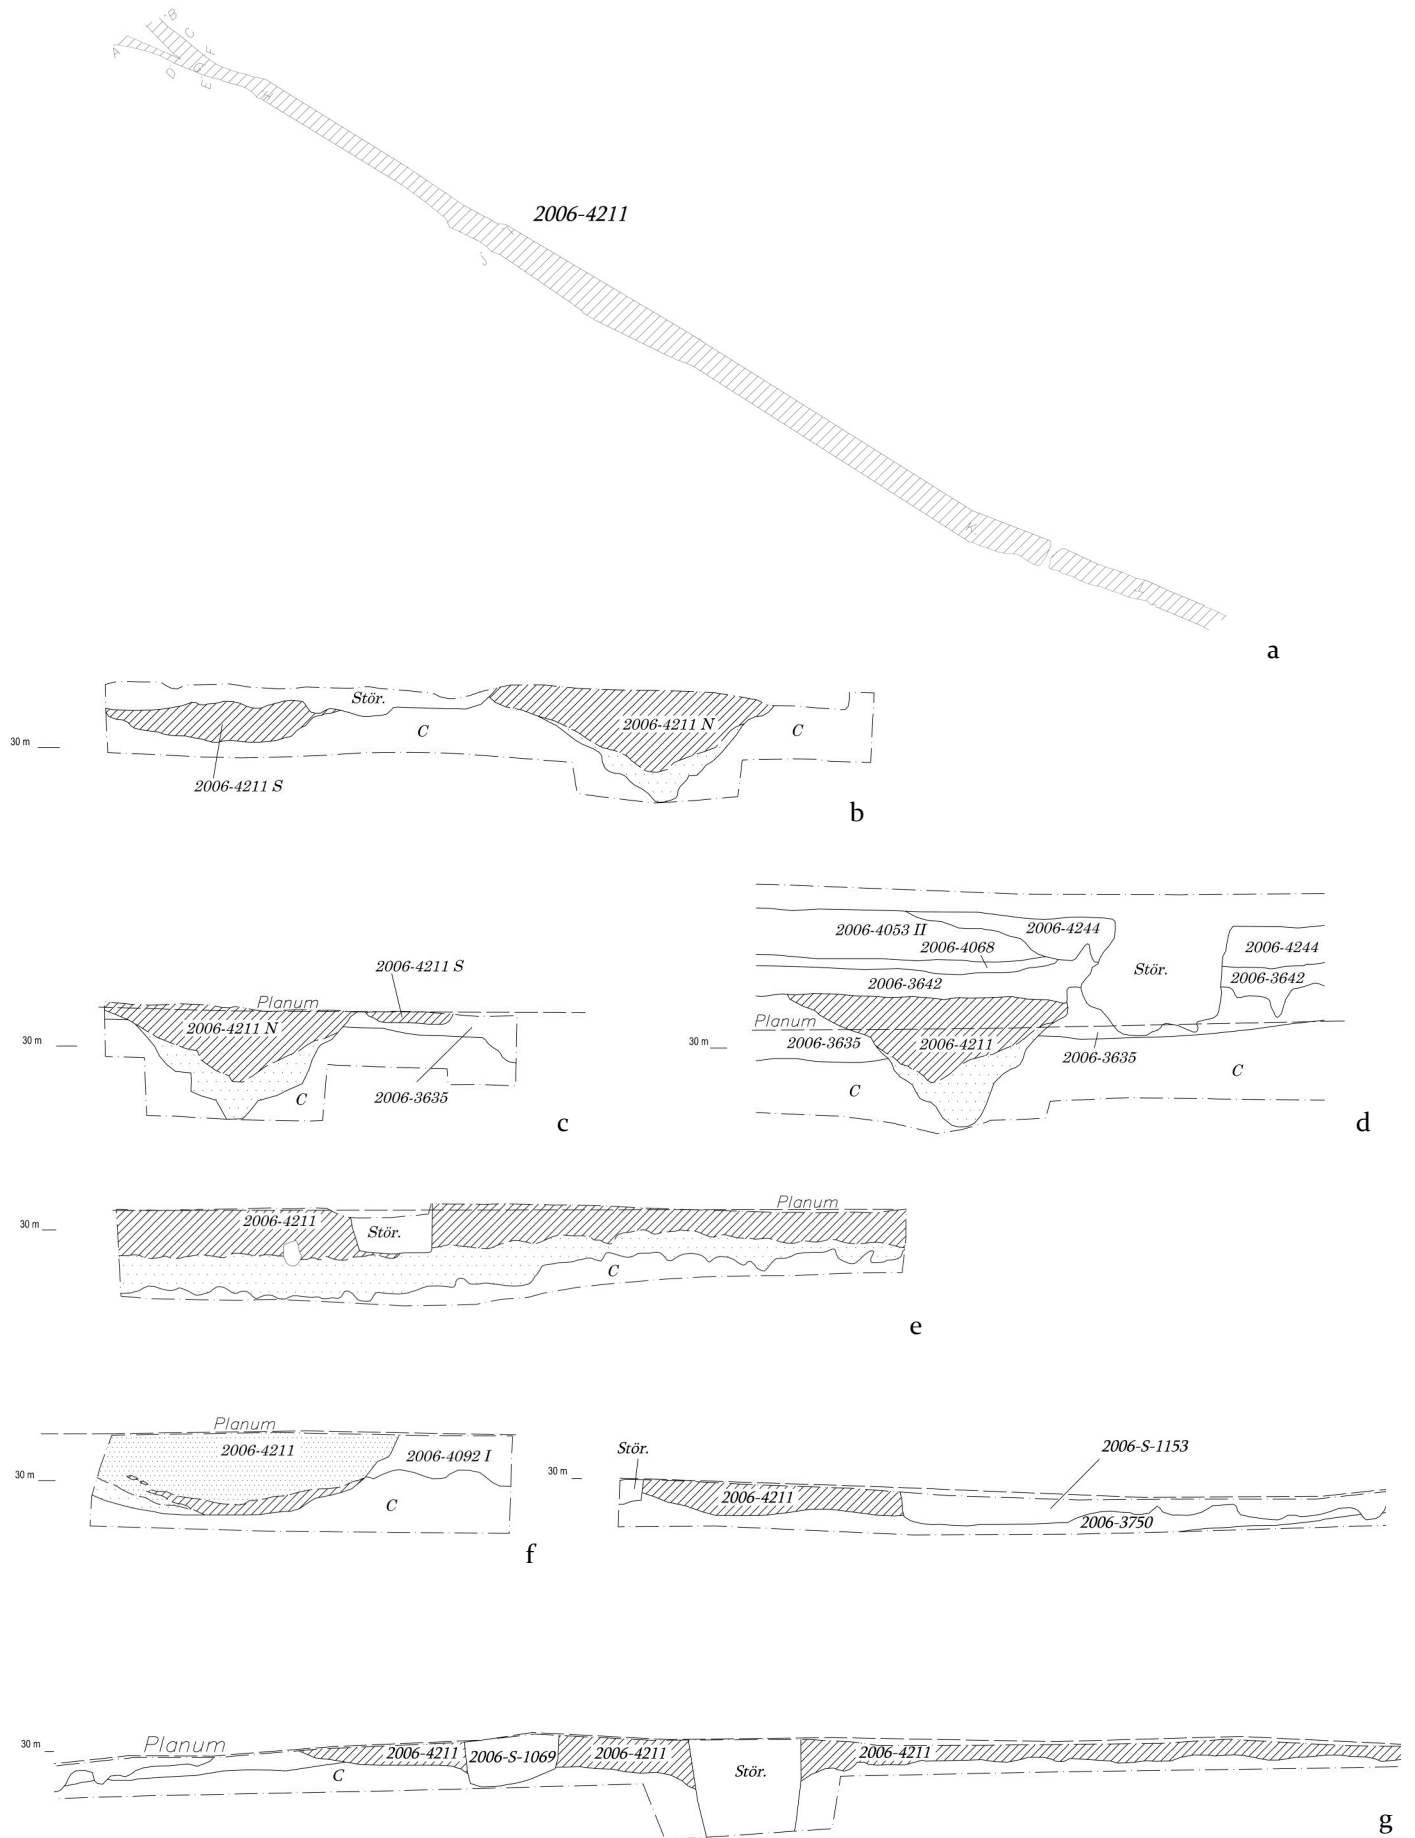 B
C
A
F
D
G
E
H
2006-4211
I
J
K
L
a
Stör.
2006-4211 N
C
C
30 m
2006-4211 S
b
2006-4053 II
2006-4244
2006-4068
2006-4244
2006-4211 S
Stör.
2006-3642
2006-3642
Planum
2006-4211 N
Planum
30 m
30 m
2006-3635
2006-4211
2006-3635
C
C
C
2006-3635
c
d
Planum
2006-4211
30 m
Stör.
C
e
Planum
2006-4211
2006-4092 I
30 m
C
f
Stör.
2006-S-1153
30 m
2006-4211
2006-3750
30 m
Planum
2006-4211
2006-S-1069
2006-4211
2006-4211
C
Stör.
g